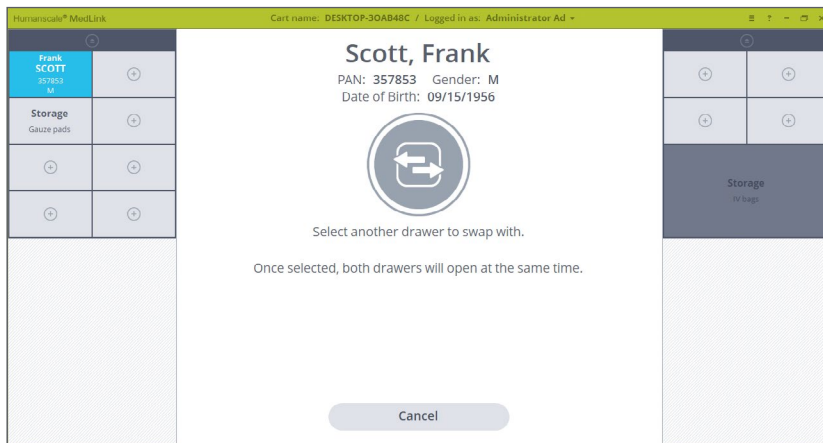 Humanscale® MedLink
Cart name: DESKTOP-3OAB48C / Logged in as: Administrator Ad
Frank
SCOTT
357853
M
Storage
Gauze pads
Scott, Frank
PAN: 357853 Gender: M
Date of Birth: 09/15/1956
Select another drawer to swap with.
Once selected, both drawers will open at the same time.
Cancel
Storage
IV bags